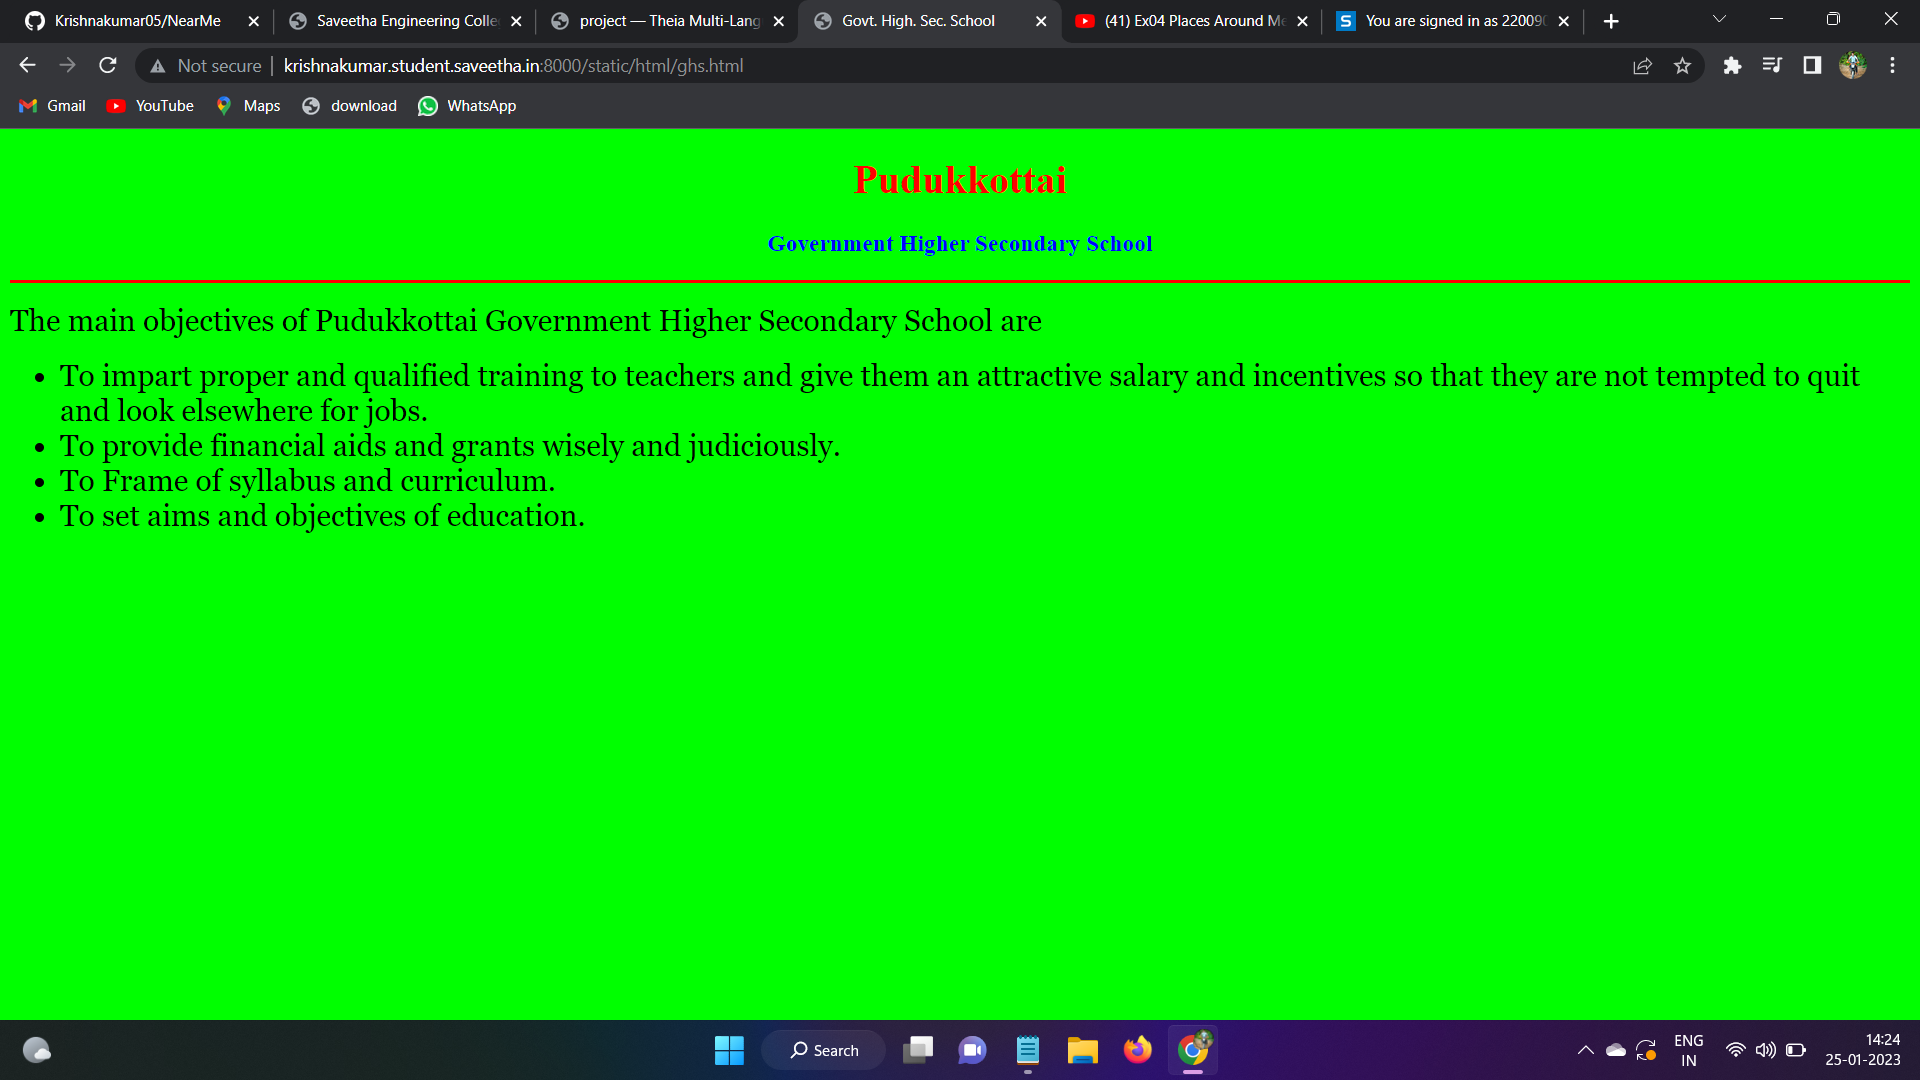 Krishnakumar05/NearMe
Saveetha Engineering Colle
project — Theia Multi-Lang
Govt. High. Sec. School
(41) Ex04 Places Around Me
S You are signed in as 22009
Not secure
krishnakumar.student.saveetha.in:8000/static/html/ghs.html
Gmail
YouTube
Maps
download
WhatsApp
Pudukkottai
Government Higher Secondary School
The main objectives of Pudukkottai Government Higher Secondary School are
• To impart proper and qualified training to teachers and give them an attractive salary and incentives so that they are not tempted to quit
and look elsewhere for jobs.
• To provide financial aids and grants wisely and judiciously.
• To Frame of syllabus and curriculum.
• To set aims and objectives of education.
Search
ENG
IN
14:24
25-01-2023